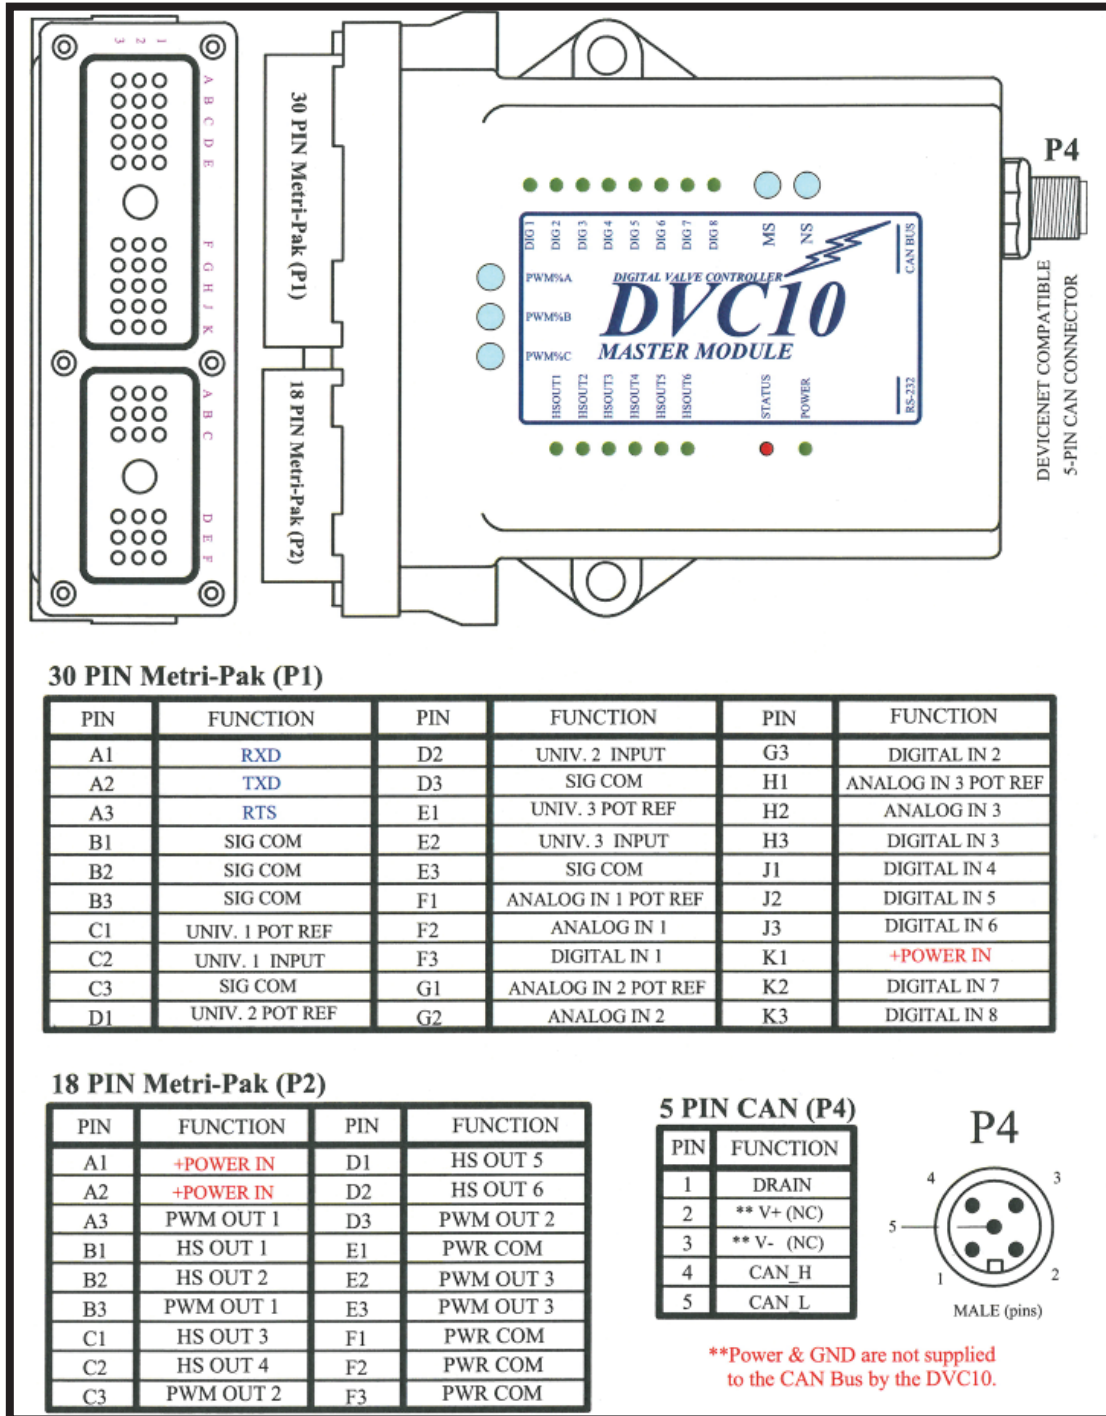 3 2 1
A
B
C
D
E
F
G
H
J
K
A
B
C
D
E
F
30 PIN Metri-Pak (P1)
18 PIN Metri-Pak (P2)
P4
DEVICENET COMPATIBLE
5-PIN CAN CONNECTOR
DIG 1
DIG 2
DIG 3
DIG 4
DIG 5
DIG 6
DIG 7
DIG 8
MS
NS
CAN BUS
PWM%A
PWM%B
PWM%C
DIGITAL VALVE CONTROLLER
DVC10
MASTER MODULE
HSOUT1
HSOUT2
HSOUT3
HSOUT4
HSOUT5
HSOUT6
STATUS
POWER
RS-232
30 PIN Metri-Pak (P1)
PIN FUNCTION PIN FUNCTION PIN FUNCTION
A1 RXD D2 UNIV. 2 INPUT G3 DIGITAL IN 2
A2 TXD D3 SIG COM H1 ANALOG IN 3 POT REF
A3 RTS E1 UNIV. 3 POT REF H2 ANALOG IN 3
B1 SIG COM E2 UNIV. 3 INPUT H3 DIGITAL IN 3
B2 SIG COM E3 SIG COM J1 DIGITAL IN 4
B3 SIG COM F1 ANALOG IN 1 POT REF J2 DIGITAL IN 5
C1 UNIV. 1 POT REF F2 ANALOG IN 1 J3 DIGITAL IN 6
C2 UNIV. 1 INPUT F3 DIGITAL IN 1 K1 +POWER IN
C3 SIG COM G1 ANALOG IN 2 POT REF K2 DIGITAL IN 7
D1 UNIV. 2 POT REF G2 ANALOG IN 2 K3 DIGITAL IN 8
18 PIN Metri-Pak (P2)
PIN FUNCTION PIN FUNCTION
A1 +POWER IN D1 HS OUT 5
A2 +POWER IN D2 HS OUT 6
A3 PWM OUT 1 D3 PWM OUT 2
B1 HS OUT 1 E1 PWR COM
B2 HS OUT 2 E2 PWM OUT 3
B3 PWM OUT 1 E3 PWM OUT 3
C1 HS OUT 3 F1 PWR COM
C2 HS OUT 4 F2 PWR COM
C3 PWM OUT 2 F3 PWR COM
5 PIN CAN (P4)
PIN FUNCTION
1 DRAIN
2 ** V+ (NC)
3 ** V- (NC)
4 CAN_H
5 CAN_L
P4
4 3
5
1 2
MALE (pins)
**Power & GND are not supplied
to the CAN Bus by the DVC10.